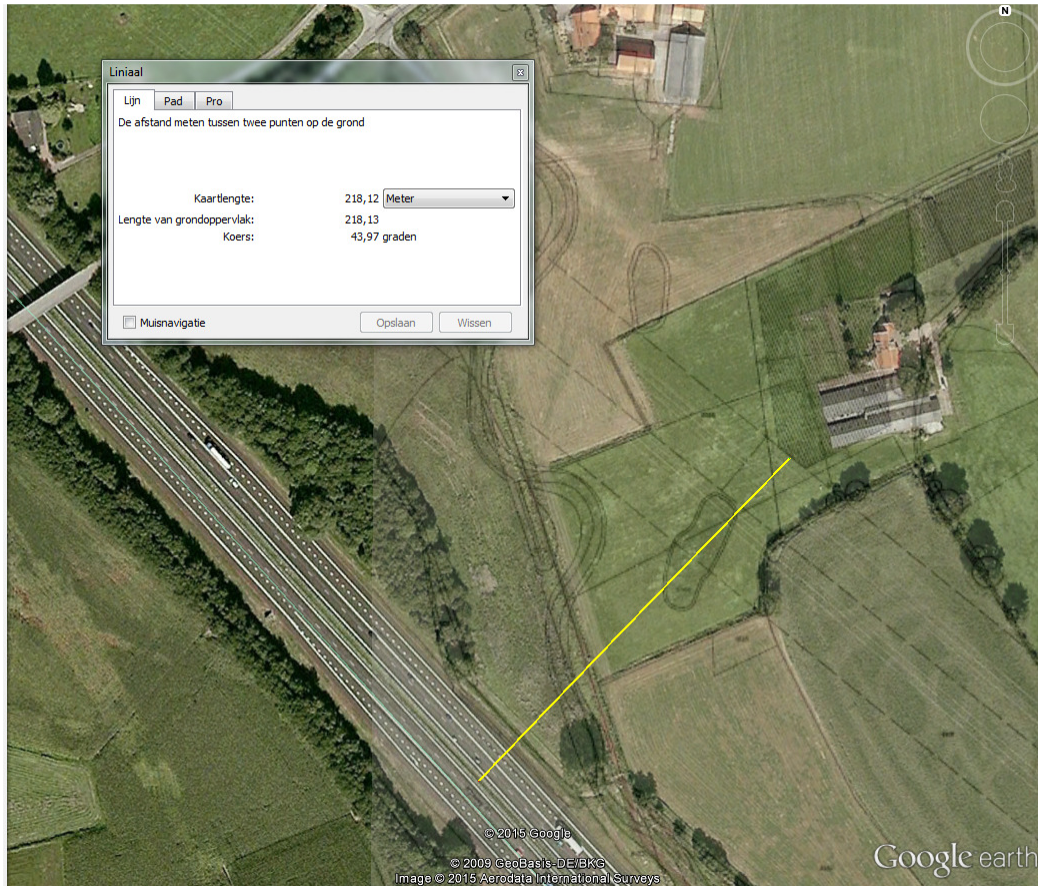 N
Liniaal
Lijn Pad Pro
De afstand meten tussen twee punten op de grond
Kaartlengte: 218,12 Meter
Lengte van grondoppervlak: 218,13
Koers: 43,97 graden
Muisnavigatie Opslaan Wissen
© 2015 Google
© 2009 GeoBasis-DE/BKG
Image © 2015 Aerodata International Surveys
Google earth